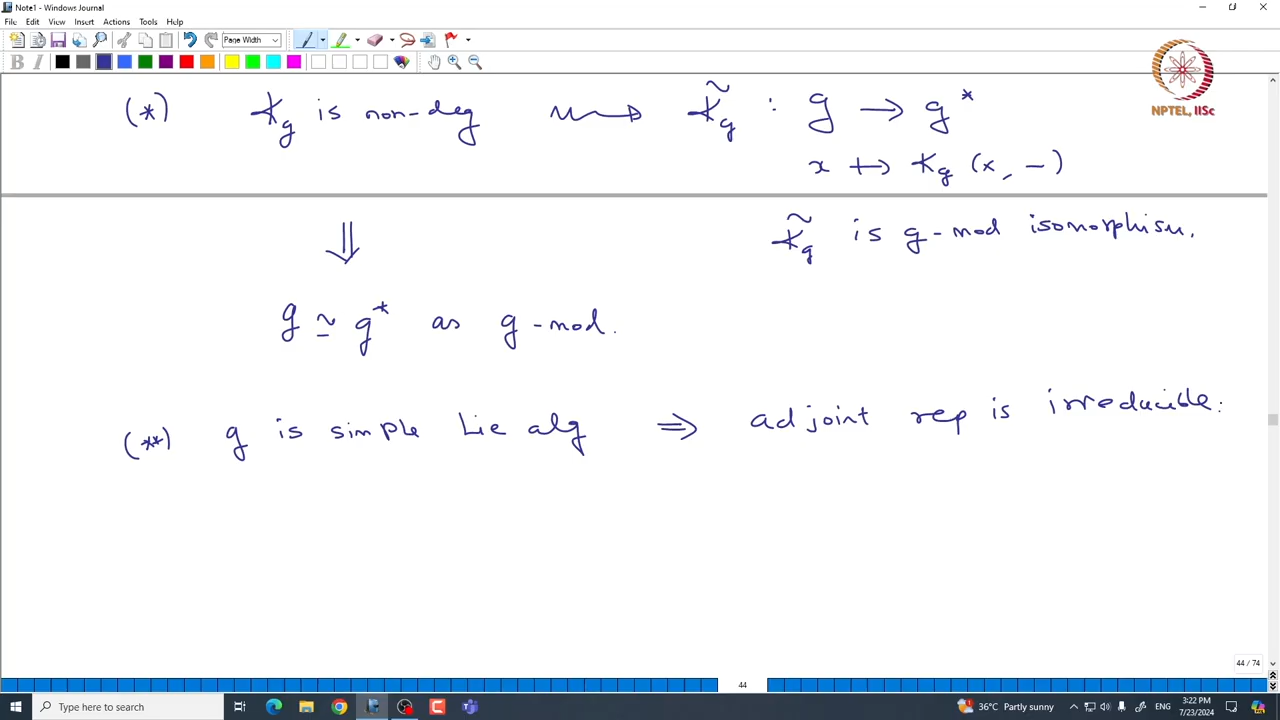 Note1 - Windows Journal
File Edit View Insert Actions Tools Help
Page Width
B I
NPTEL, IISc
(*) K_g is non-deg ⇝ K̃_g : g → g*
x ↦ K_g (x, -)
⇓ K̃_g is g-mod isomorphism.
g ≃ g* as g-mod.
(**) g is simple Lie alg ⇒ adjoint rep is irreducible.
44 / 74
44
Type here to search
36°C Partly sunny
ENG
3:22 PM
7/23/2024